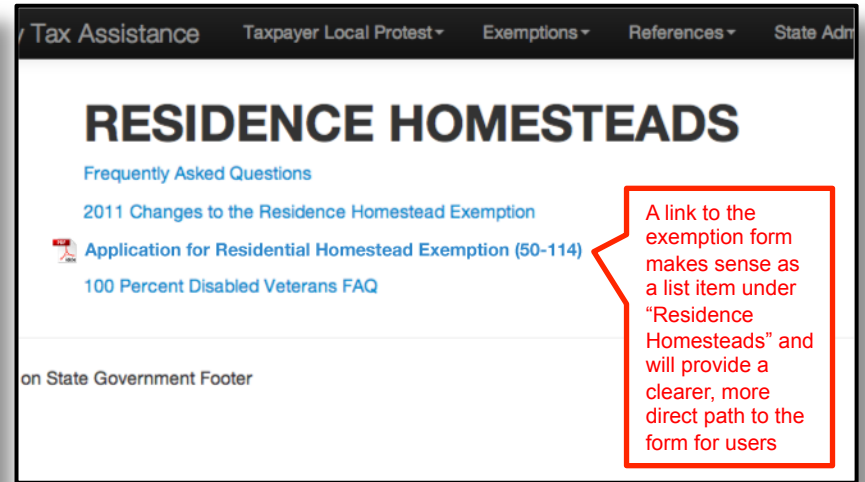 Tax Assistance Taxpayer Local Protest Exemptions References State Adm
RESIDENCE HOMESTEADS
Frequently Asked Questions
2011 Changes to the Residence Homestead Exemption
Application for Residential Homestead Exemption (50-114)
100 Percent Disabled Veterans FAQ
A link to the
exemption form
makes sense as
a list item under
“Residence
Homesteads” and
will provide a
clearer, more
direct path to the
form for users
on State Government Footer